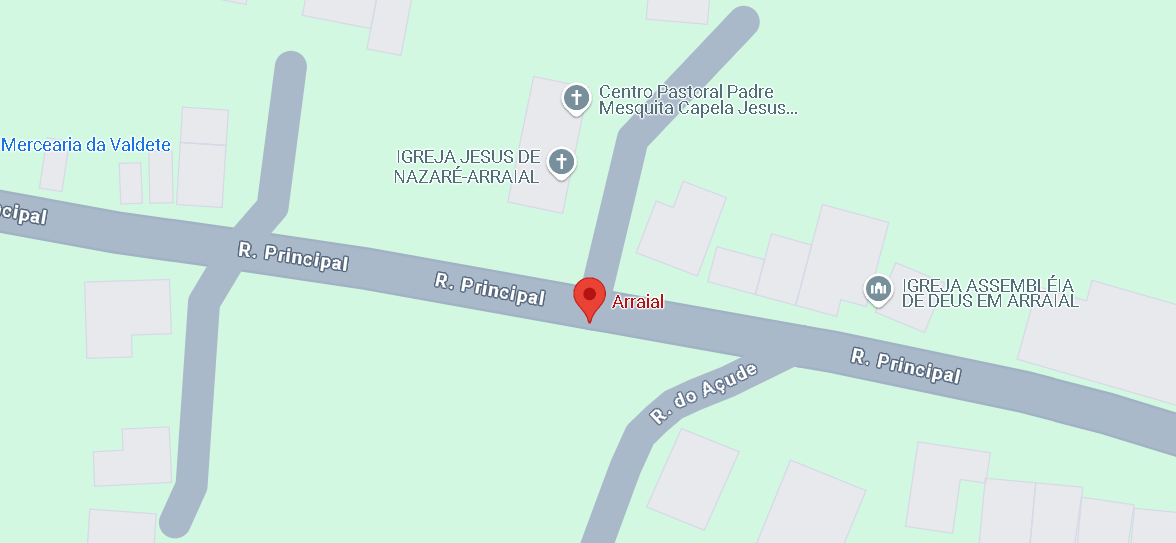 Centro Pastoral Padre
Mesquita Capela Jesus...
Mercearia da Valdete
IGREJA JESUS DE
NAZARÉ-ARRAIAL
ncipal
R. Principal
R. Principal
Arraial
IGREJA ASSEMBLÉIA
DE DEUS EM ARRAIAL
R. Principal
R. do Açude